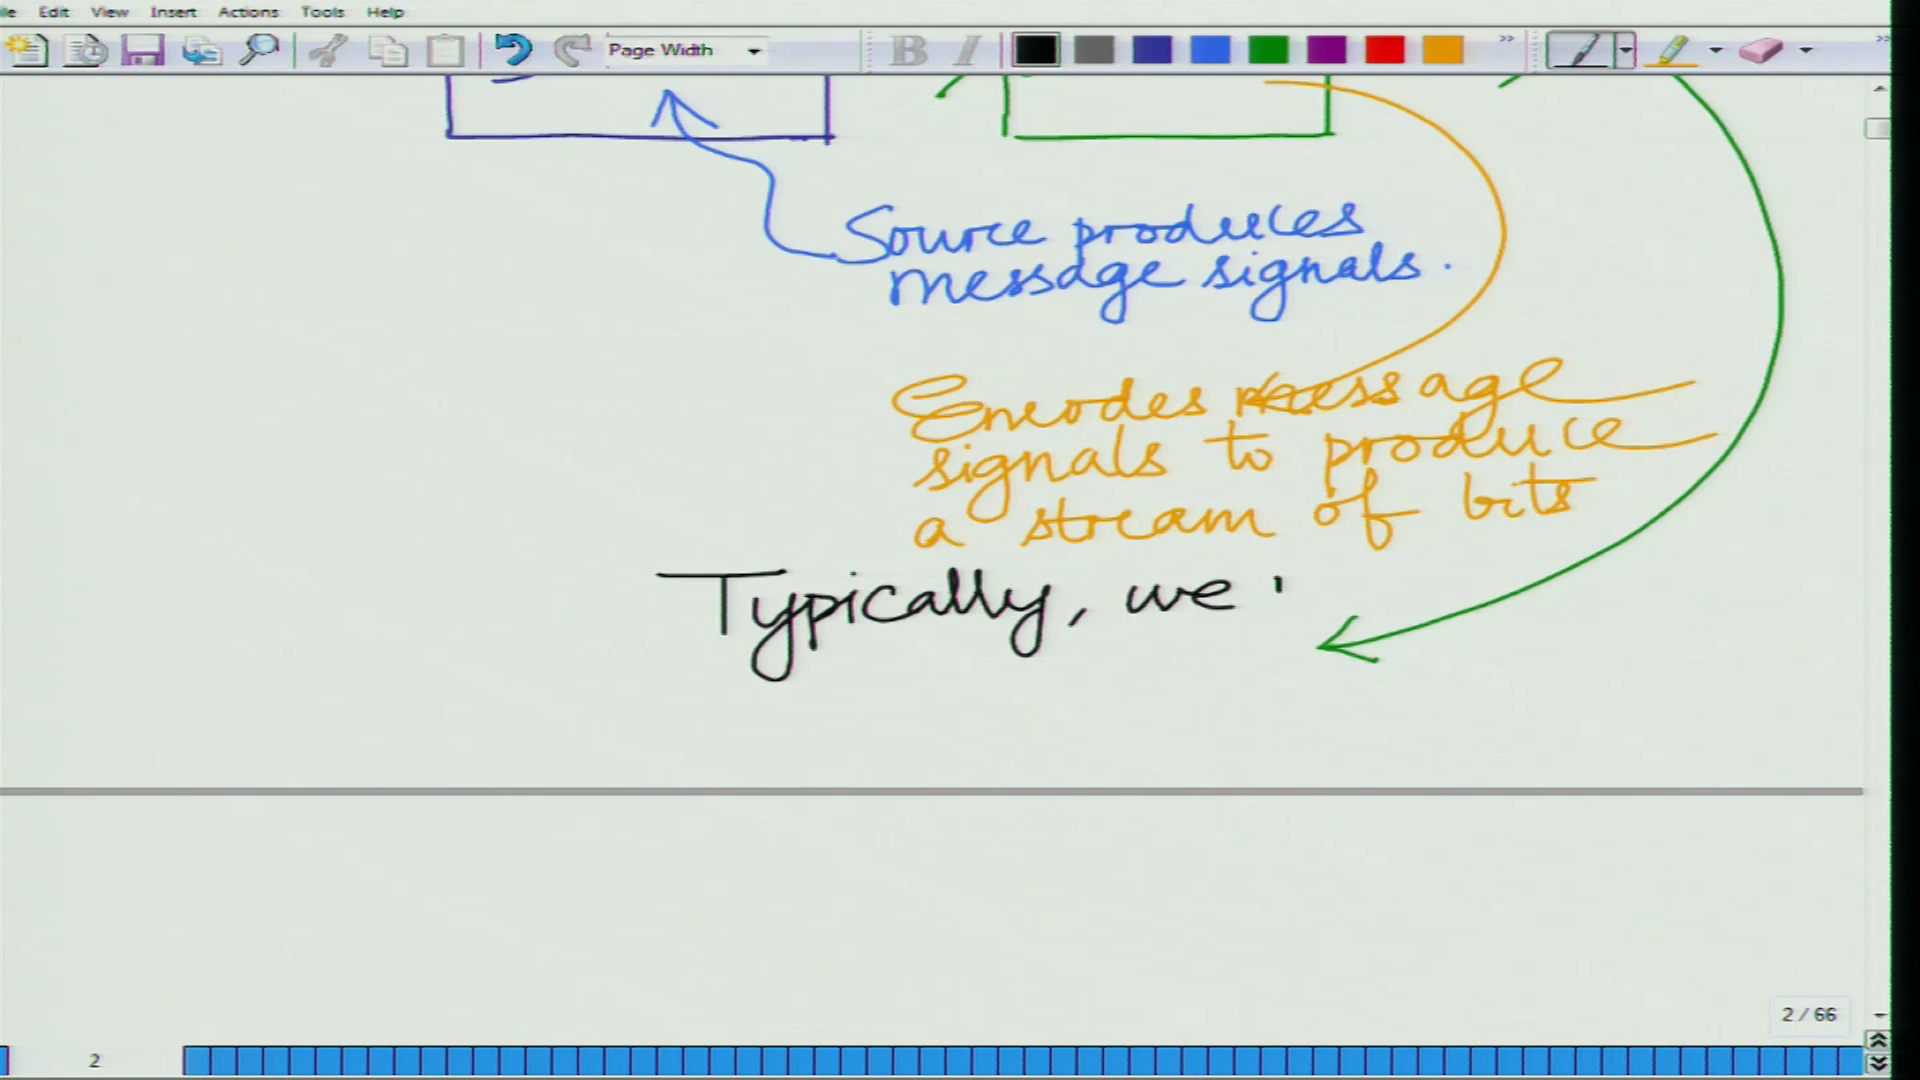 Edit View Insert Actions Tools Help
Page Width
B I
Source produces
message signals.
Encodes message
signals to produce
a stream of bits
Typically, we
2 / 66
2